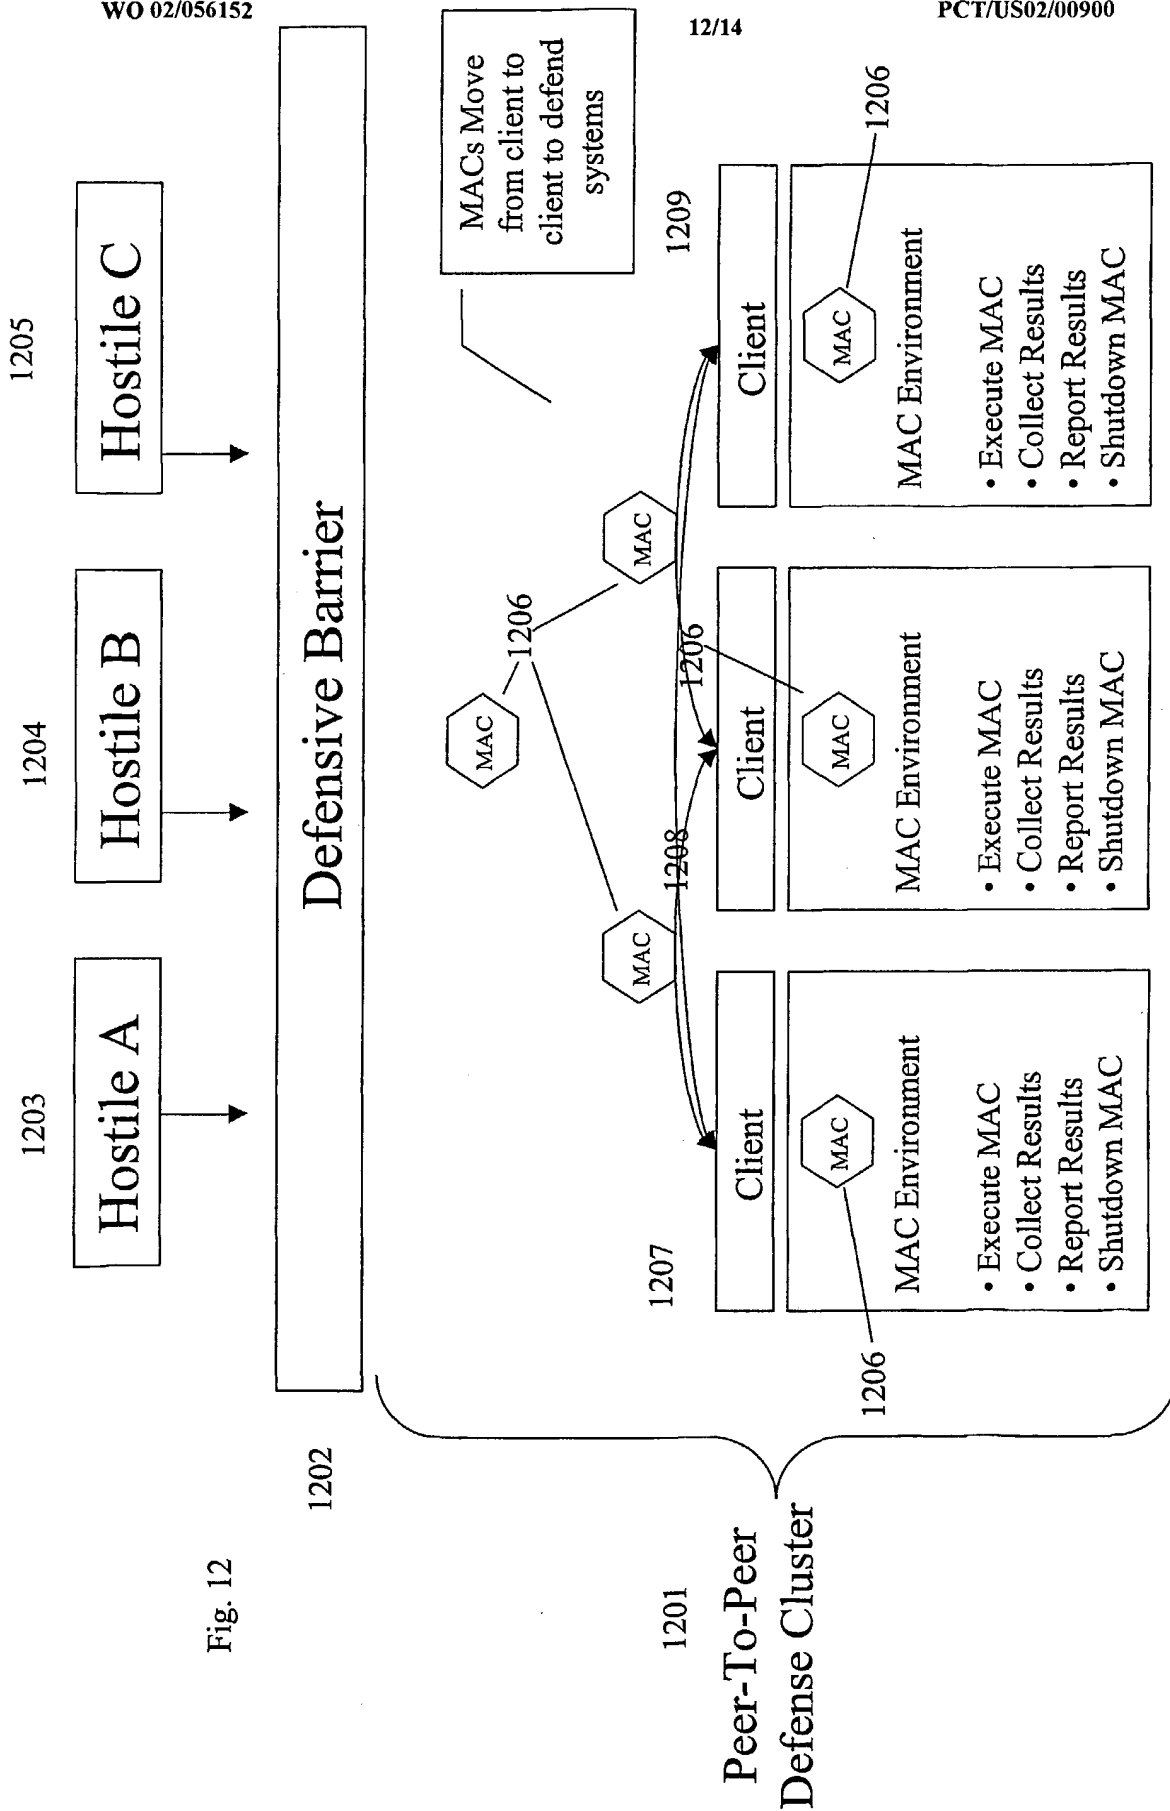 WO 02/056152
PCT/US02/00900
12/14
Fig. 12
1203
1204
1205
Hostile A
Hostile B
Hostile C
1202
Defensive Barrier
MACs Move
from client to
client to defend
systems
MAC
1206
MAC
MAC
1201
Peer-To-Peer
Defense Cluster
1207
1208
1206
1209
Client
Client
Client
MAC
MAC
MAC
1206
1206
MAC Environment
• Execute MAC
• Collect Results
• Report Results
• Shutdown MAC
MAC Environment
• Execute MAC
• Collect Results
• Report Results
• Shutdown MAC
MAC Environment
• Execute MAC
• Collect Results
• Report Results
• Shutdown MAC